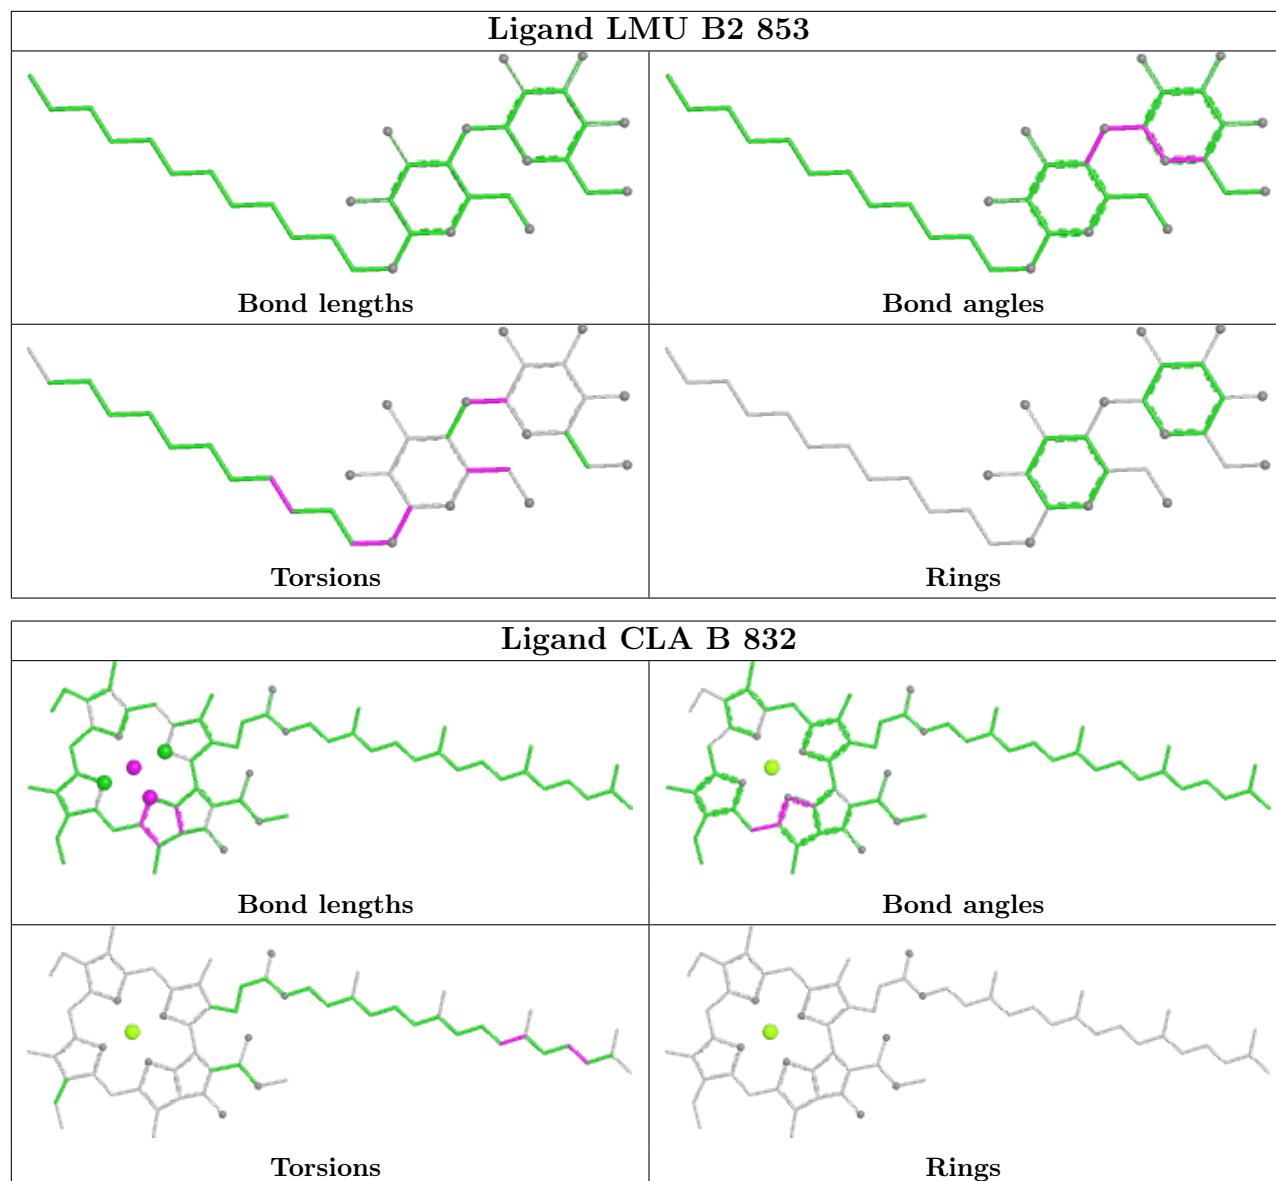 Ligand LMU B2 853
Bond lengths
Bond angles
Torsions
Rings
Ligand CLA B 832
Bond lengths
Bond angles
Torsions
Rings